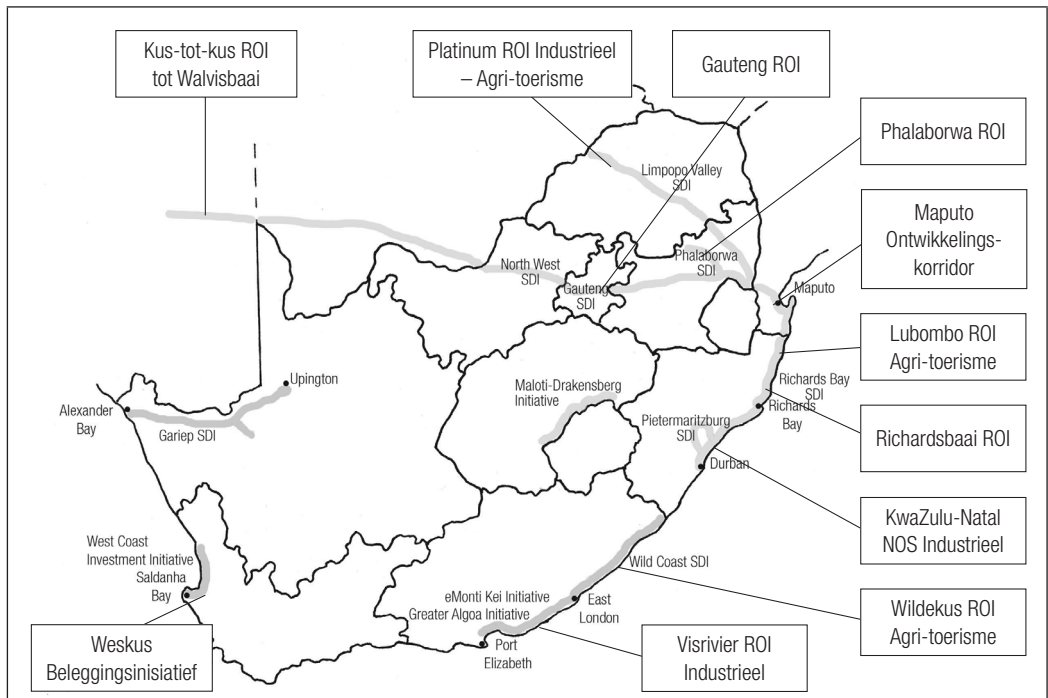 Kus-tot-kus ROI
tot Walvisbaai
Platinum ROI Industrieel
– Agri-toerisme
Gauteng ROI
Phalaborwa ROI
Maputo
Ontwikkelings-
korridor
Lubombo ROI
Agri-toerisme
Richardsbaai ROI
KwaZulu-Natal
NOS Industrieel
Wildekus ROI
Agri-toerisme
Visrivier ROI
Industrieel
Weskus
Beleggingsinisiatief
Limpopo Valley
SDI
North West
SDI
Phalaborwa
SDI
Gauteng
SDI
Maputo
Upington
Alexander
Bay
Gariep SDI
Maloti-Drakensberg
Initiative
Richards Bay
SDI
Pietermaritzburg
SDI
Richards
Bay
Durban
West Coast
Investment Initiative
Saldanha
Bay
Wild Coast SDI
eMonti Kei Initiative
Greater Algoa Initiative
East
London
Port
Elizabeth